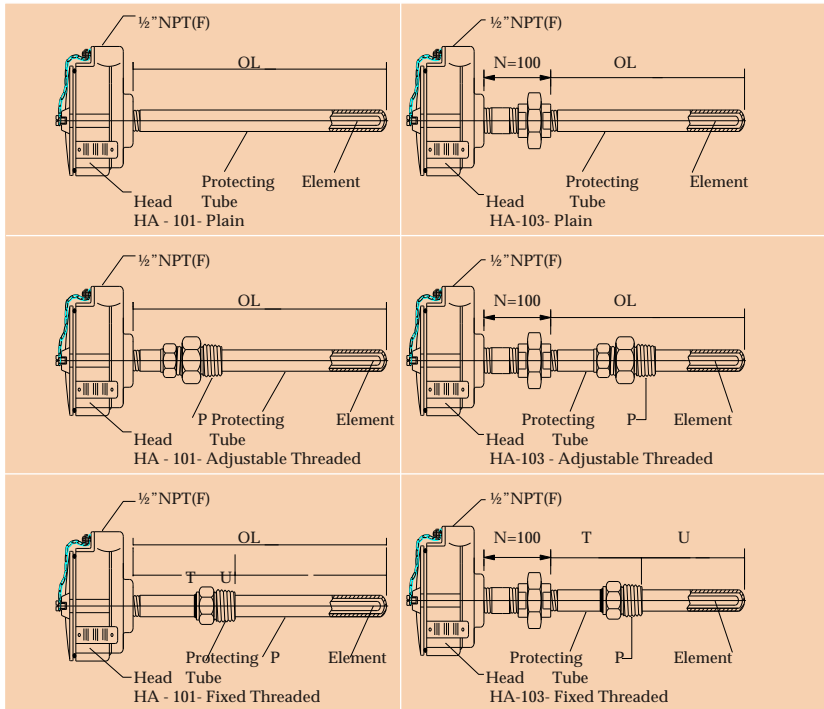 ½”NPT(F)
OL
Protecting Element
Head Tube
HA - 101- Plain
½”NPT(F)
N=100 OL
Protecting Element
Head Tube
HA-103- Plain
½”NPT(F)
OL
P Protecting Element
Head Tube
HA - 101- Adjustable Threaded
½”NPT(F)
N=100 OL
Protecting P Element
Head Tube
HA-103 - Adjustable Threaded
½”NPT(F)
OL
T U
Protecting P Element
Head Tube
HA - 101- Fixed Threaded
½”NPT(F)
N=100 T U
Protecting P Element
Head Tube
HA-103- Fixed Threaded